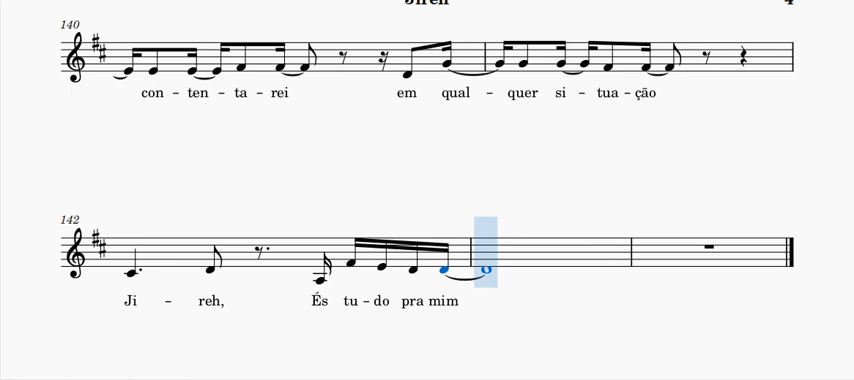 Jireh 4
140
con – ten – ta – rei em qual – quer si – tua – ção
142
Ji – reh, És tu – do pra mim